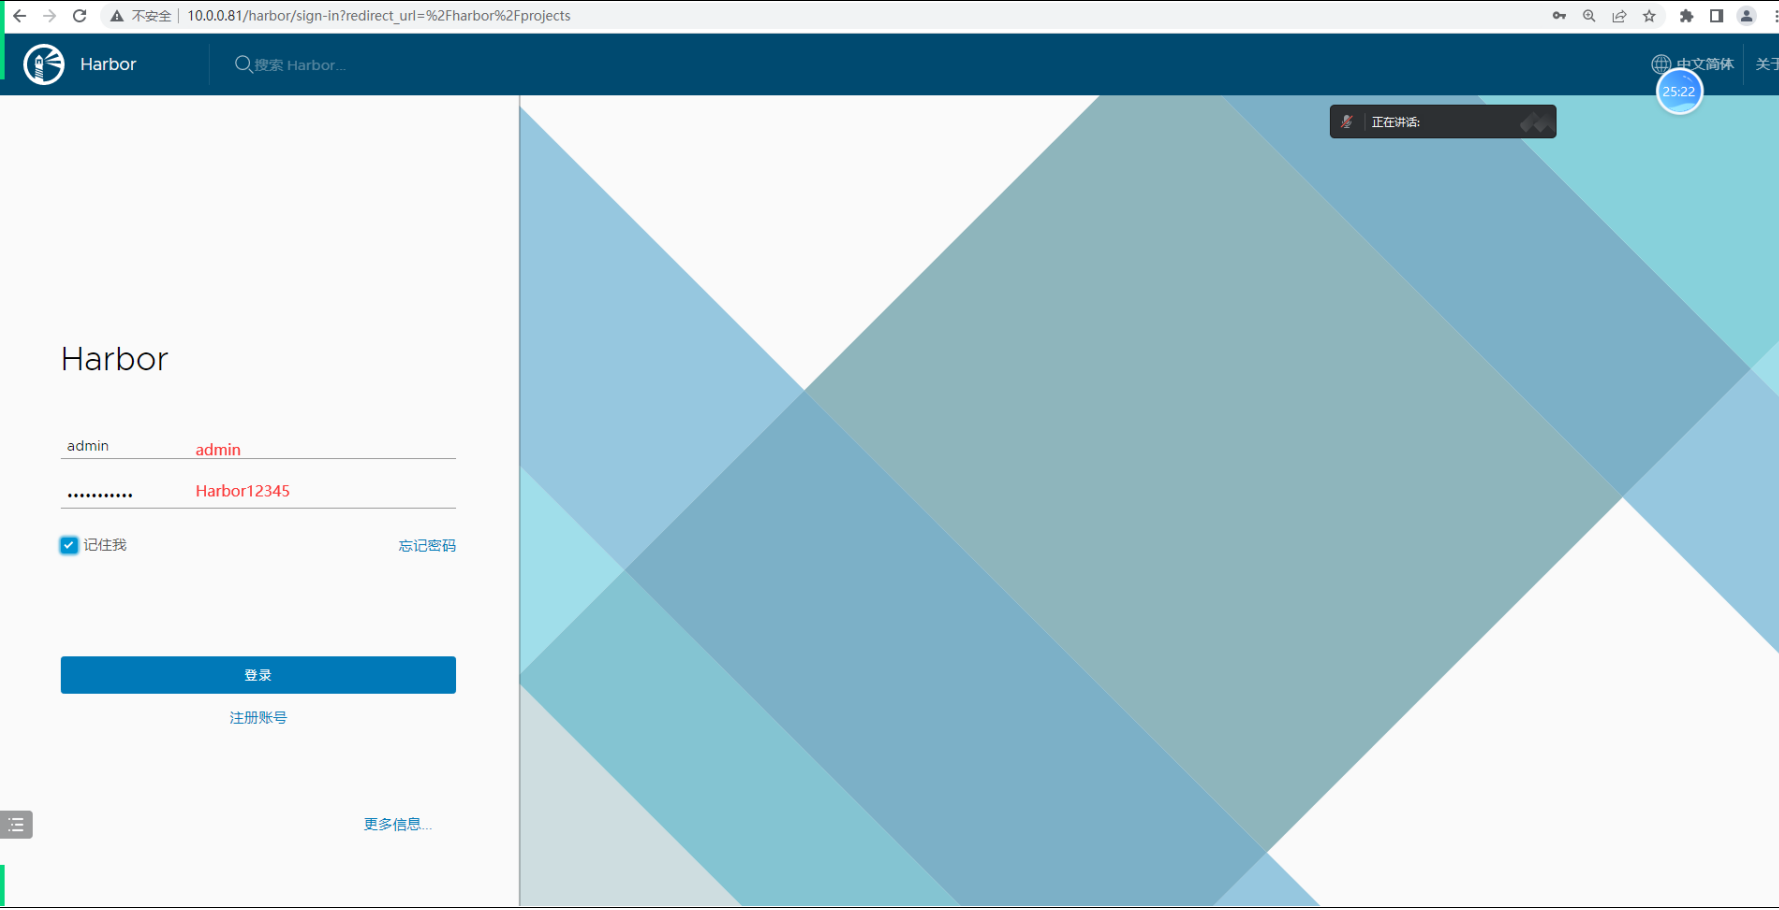 不安全 10.0.0.81/harbor/sign-in?redirect_url=%2Fharbor%2Fprojects
Harbor 搜索 Harbor... 中文简体 关于
25:22
正在讲话:
Harbor
admin admin
••••••••••• Harbor12345
记住我 忘记密码
登录
注册账号
更多信息...